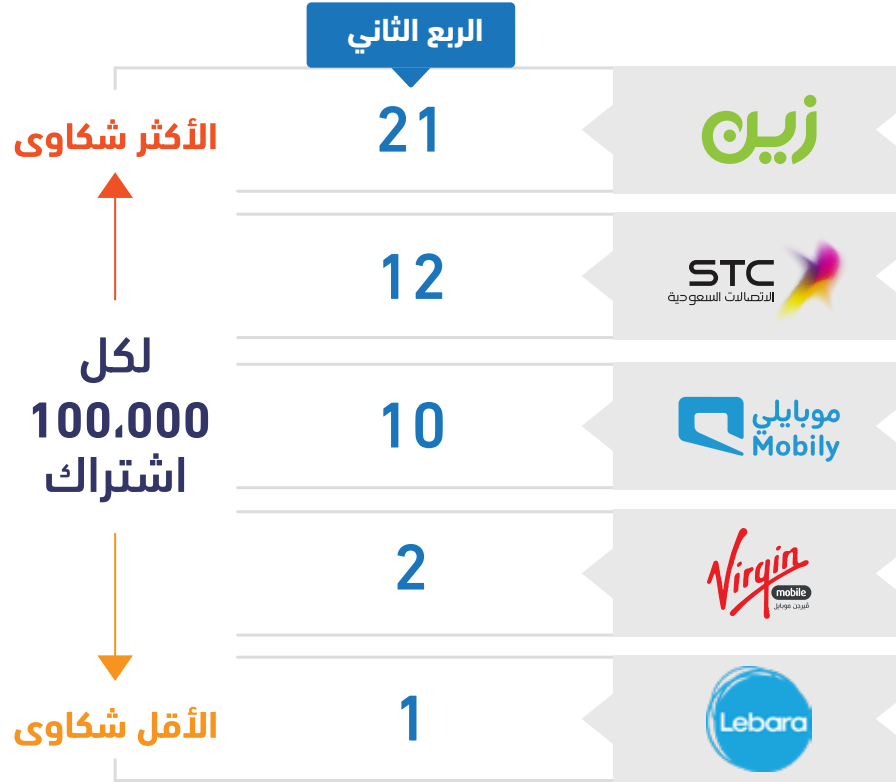 الربع الثاني
زين
21
الأكثر شكاوى
STC
الاتصالات السعودية
12
لكل
100،000
اشتراك
موبايلي
Mobily
10
Virgin
mobile
ڤيرجن موبايل
2
Lebara
1
الأقل شكاوى